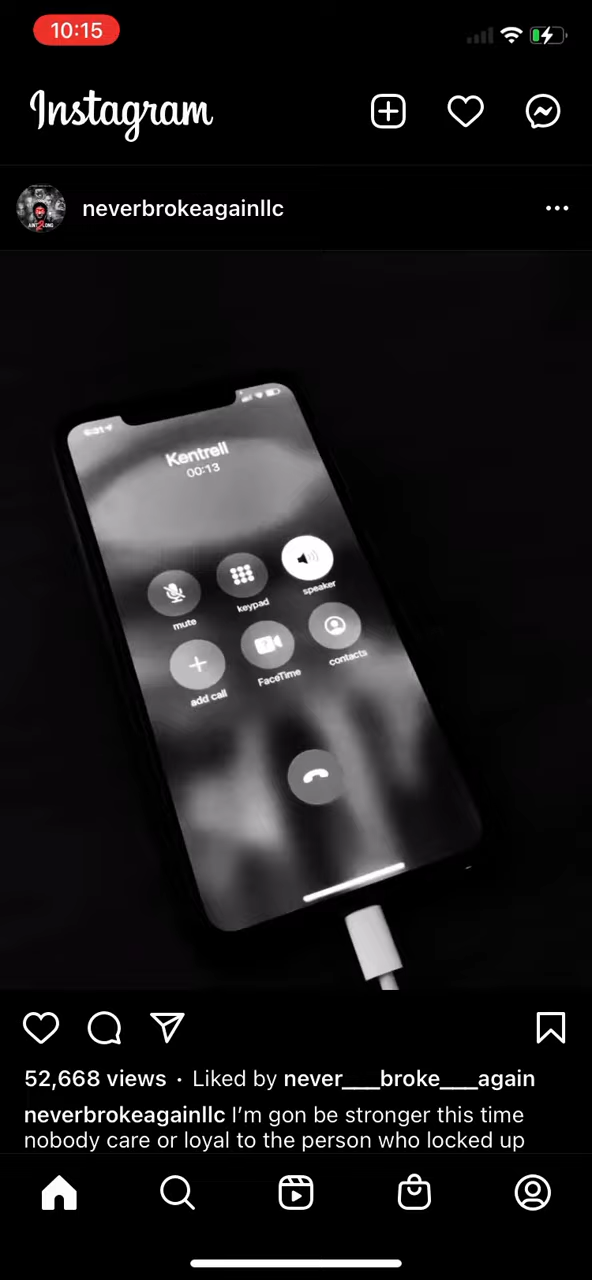 10:15
Instagram
neverbrokeagainllc
Kentrell
00:13
mute
keypad
speaker
add call
FaceTime
contacts
52,668 views · Liked by never___broke___again
neverbrokeagainllc I’m gon be stronger this time
nobody care or loyal to the person who locked up